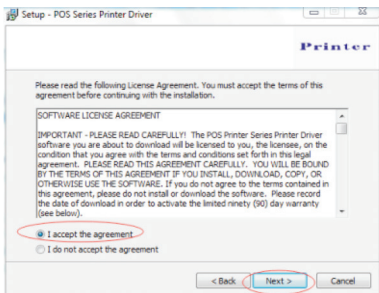 Setup - POS Series Printer Driver
Printer
Please read the following License Agreement. You must accept the terms of this
agreement before continuing with the installation.
SOFTWARE LICENSE AGREEMENT
IMPORTANT - PLEASE READ CAREFULLY! The POS Printer Series Printer Driver
software you are about to download will be licensed to you, the licensee, on the
condition that you agree with the terms and conditions set forth in this legal
agreement. PLEASE READ THIS AGREEMENT CAREFULLY. YOU WILL BE BOUND
BY THE TERMS OF THIS AGREEMENT IF YOU INSTALL, DOWNLOAD, COPY, OR
OTHERWISE USE THE SOFTWARE. If you do not agree to the terms contained in
this agreement, please do not install or download the software. Please record
the date of download in order to activate the limited ninety (90) day warranty
(see below).
I accept the agreement
I do not accept the agreement
< Back Next > Cancel